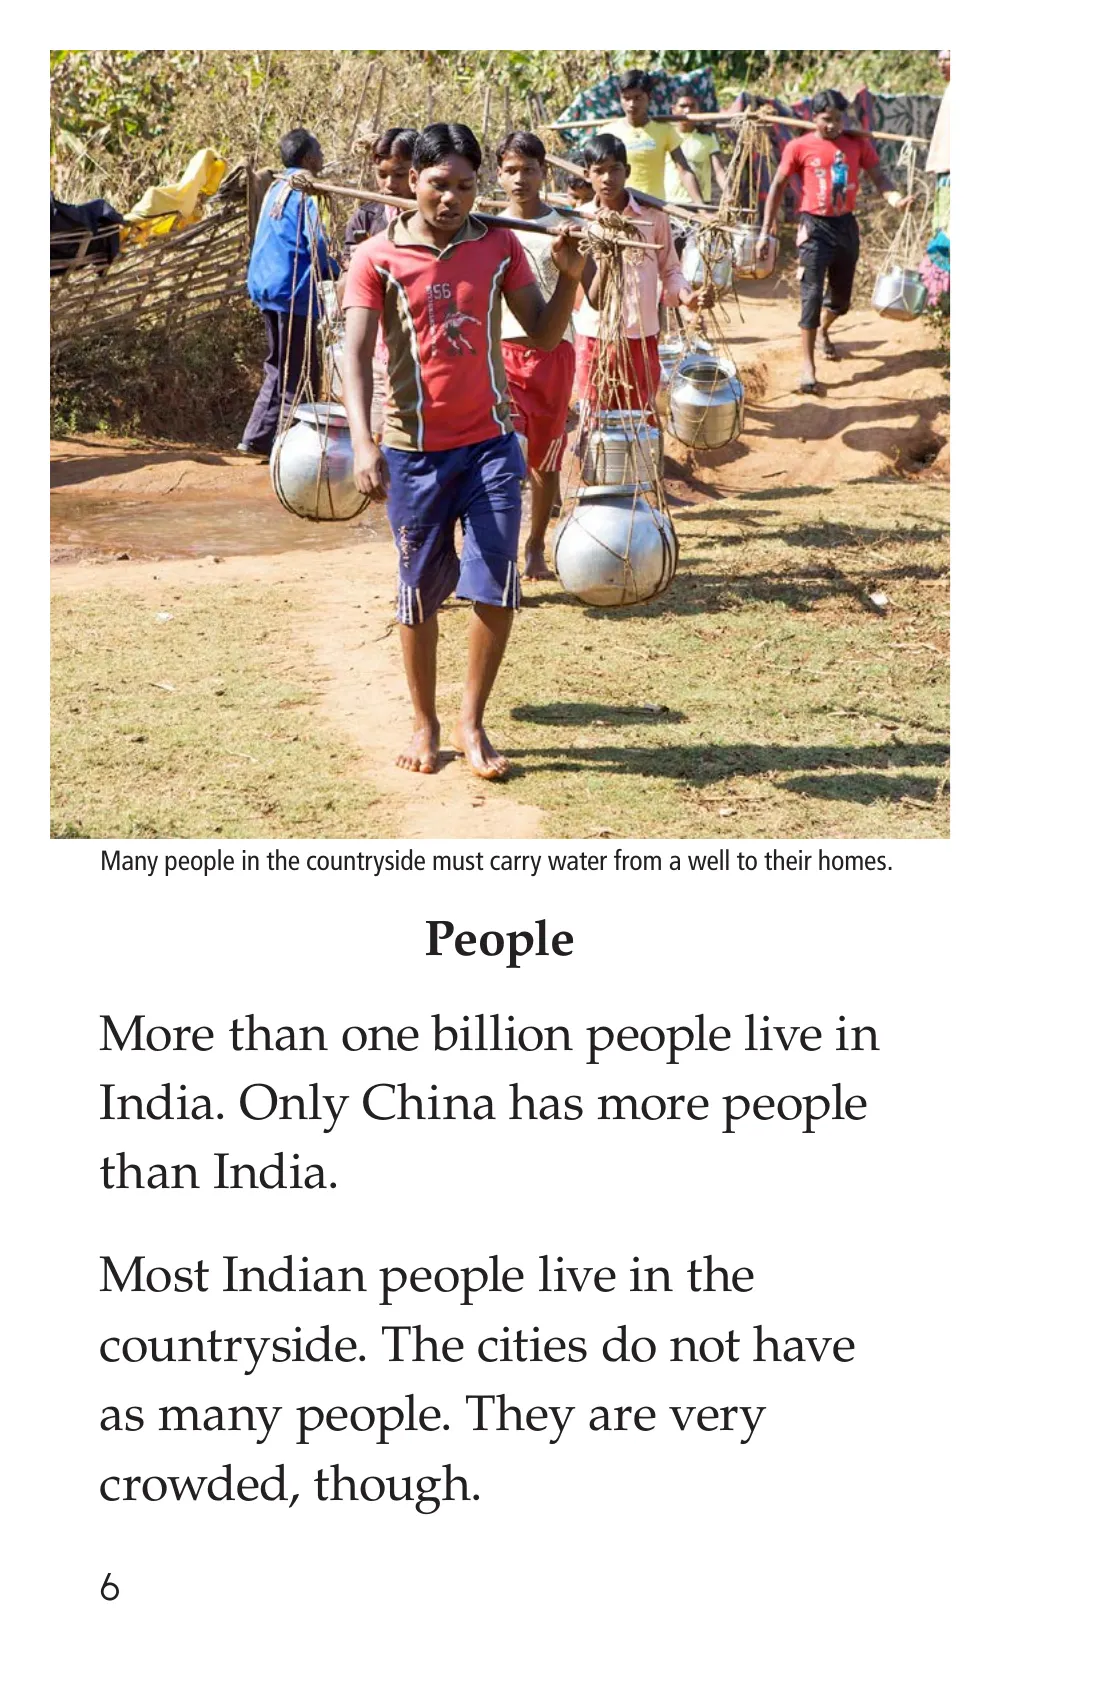 56
Many people in the countryside must carry water from a well to their homes.
People
More than one billion people live in
India. Only China has more people
than India.
Most Indian people live in the
countryside. The cities do not have
as many people. They are very
crowded, though.
6